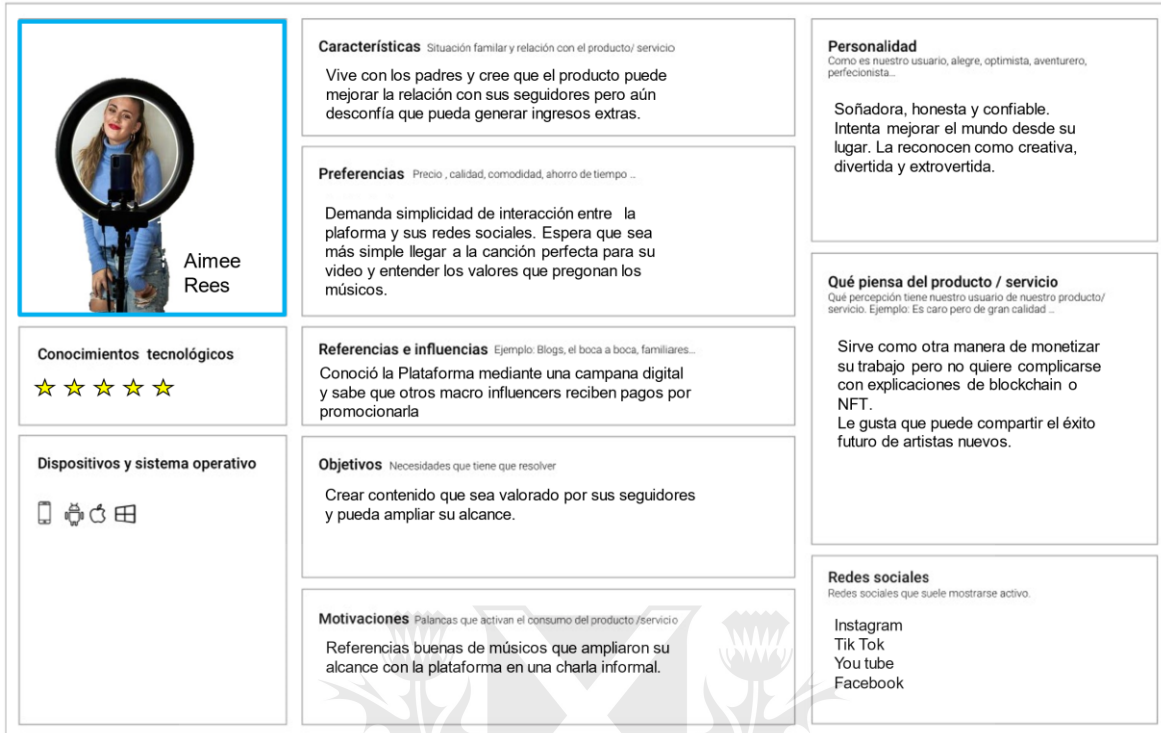 Aimee
Rees
Conocimientos tecnológicos
Dispositivos y sistema operativo
Características Situación familar y relación con el producto/ servicio
Vive con los padres y cree que el producto puede
mejorar la relación con sus seguidores pero aún
desconfía que pueda generar ingresos extras.
Preferencias Precio , calidad, comodidad, ahorro de tiempo ..
Demanda simplicidad de interacción entre la
plaforma y sus redes sociales. Espera que sea
más simple llegar a la canción perfecta para su
video y entender los valores que pregonan los
músicos.
Referencias e influencias Ejemplo: Blogs, el boca a boca, familiares...
Conoció la Plataforma mediante una campana digital
y sabe que otros macro influencers reciben pagos por
promocionarla
Objetivos Necesidades que tiene que resolver
Crear contenido que sea valorado por sus seguidores
y pueda ampliar su alcance.
Motivaciones Palancas que activan el consumo del producto /servicio
Referencias buenas de músicos que ampliaron su
alcance con la plataforma en una charla informal.
Personalidad
Como es nuestro usuario, alegre, optimista, aventurero,
perfecionista...
Soñadora, honesta y confiable.
Intenta mejorar el mundo desde su
lugar. La reconocen como creativa,
divertida y extrovertida.
Qué piensa del producto / servicio
Qué percepción tiene nuestro usuario de nuestro producto/
servicio. Ejemplo: Es caro pero de gran calidad ..
Sirve como otra manera de monetizar
su trabajo pero no quiere complicarse
con explicaciones de blockchain o
NFT.
Le gusta que puede compartir el éxito
futuro de artistas nuevos.
Redes sociales
Redes sociales que suele mostrarse activo.
Instagram
Tik Tok
You tube
Facebook